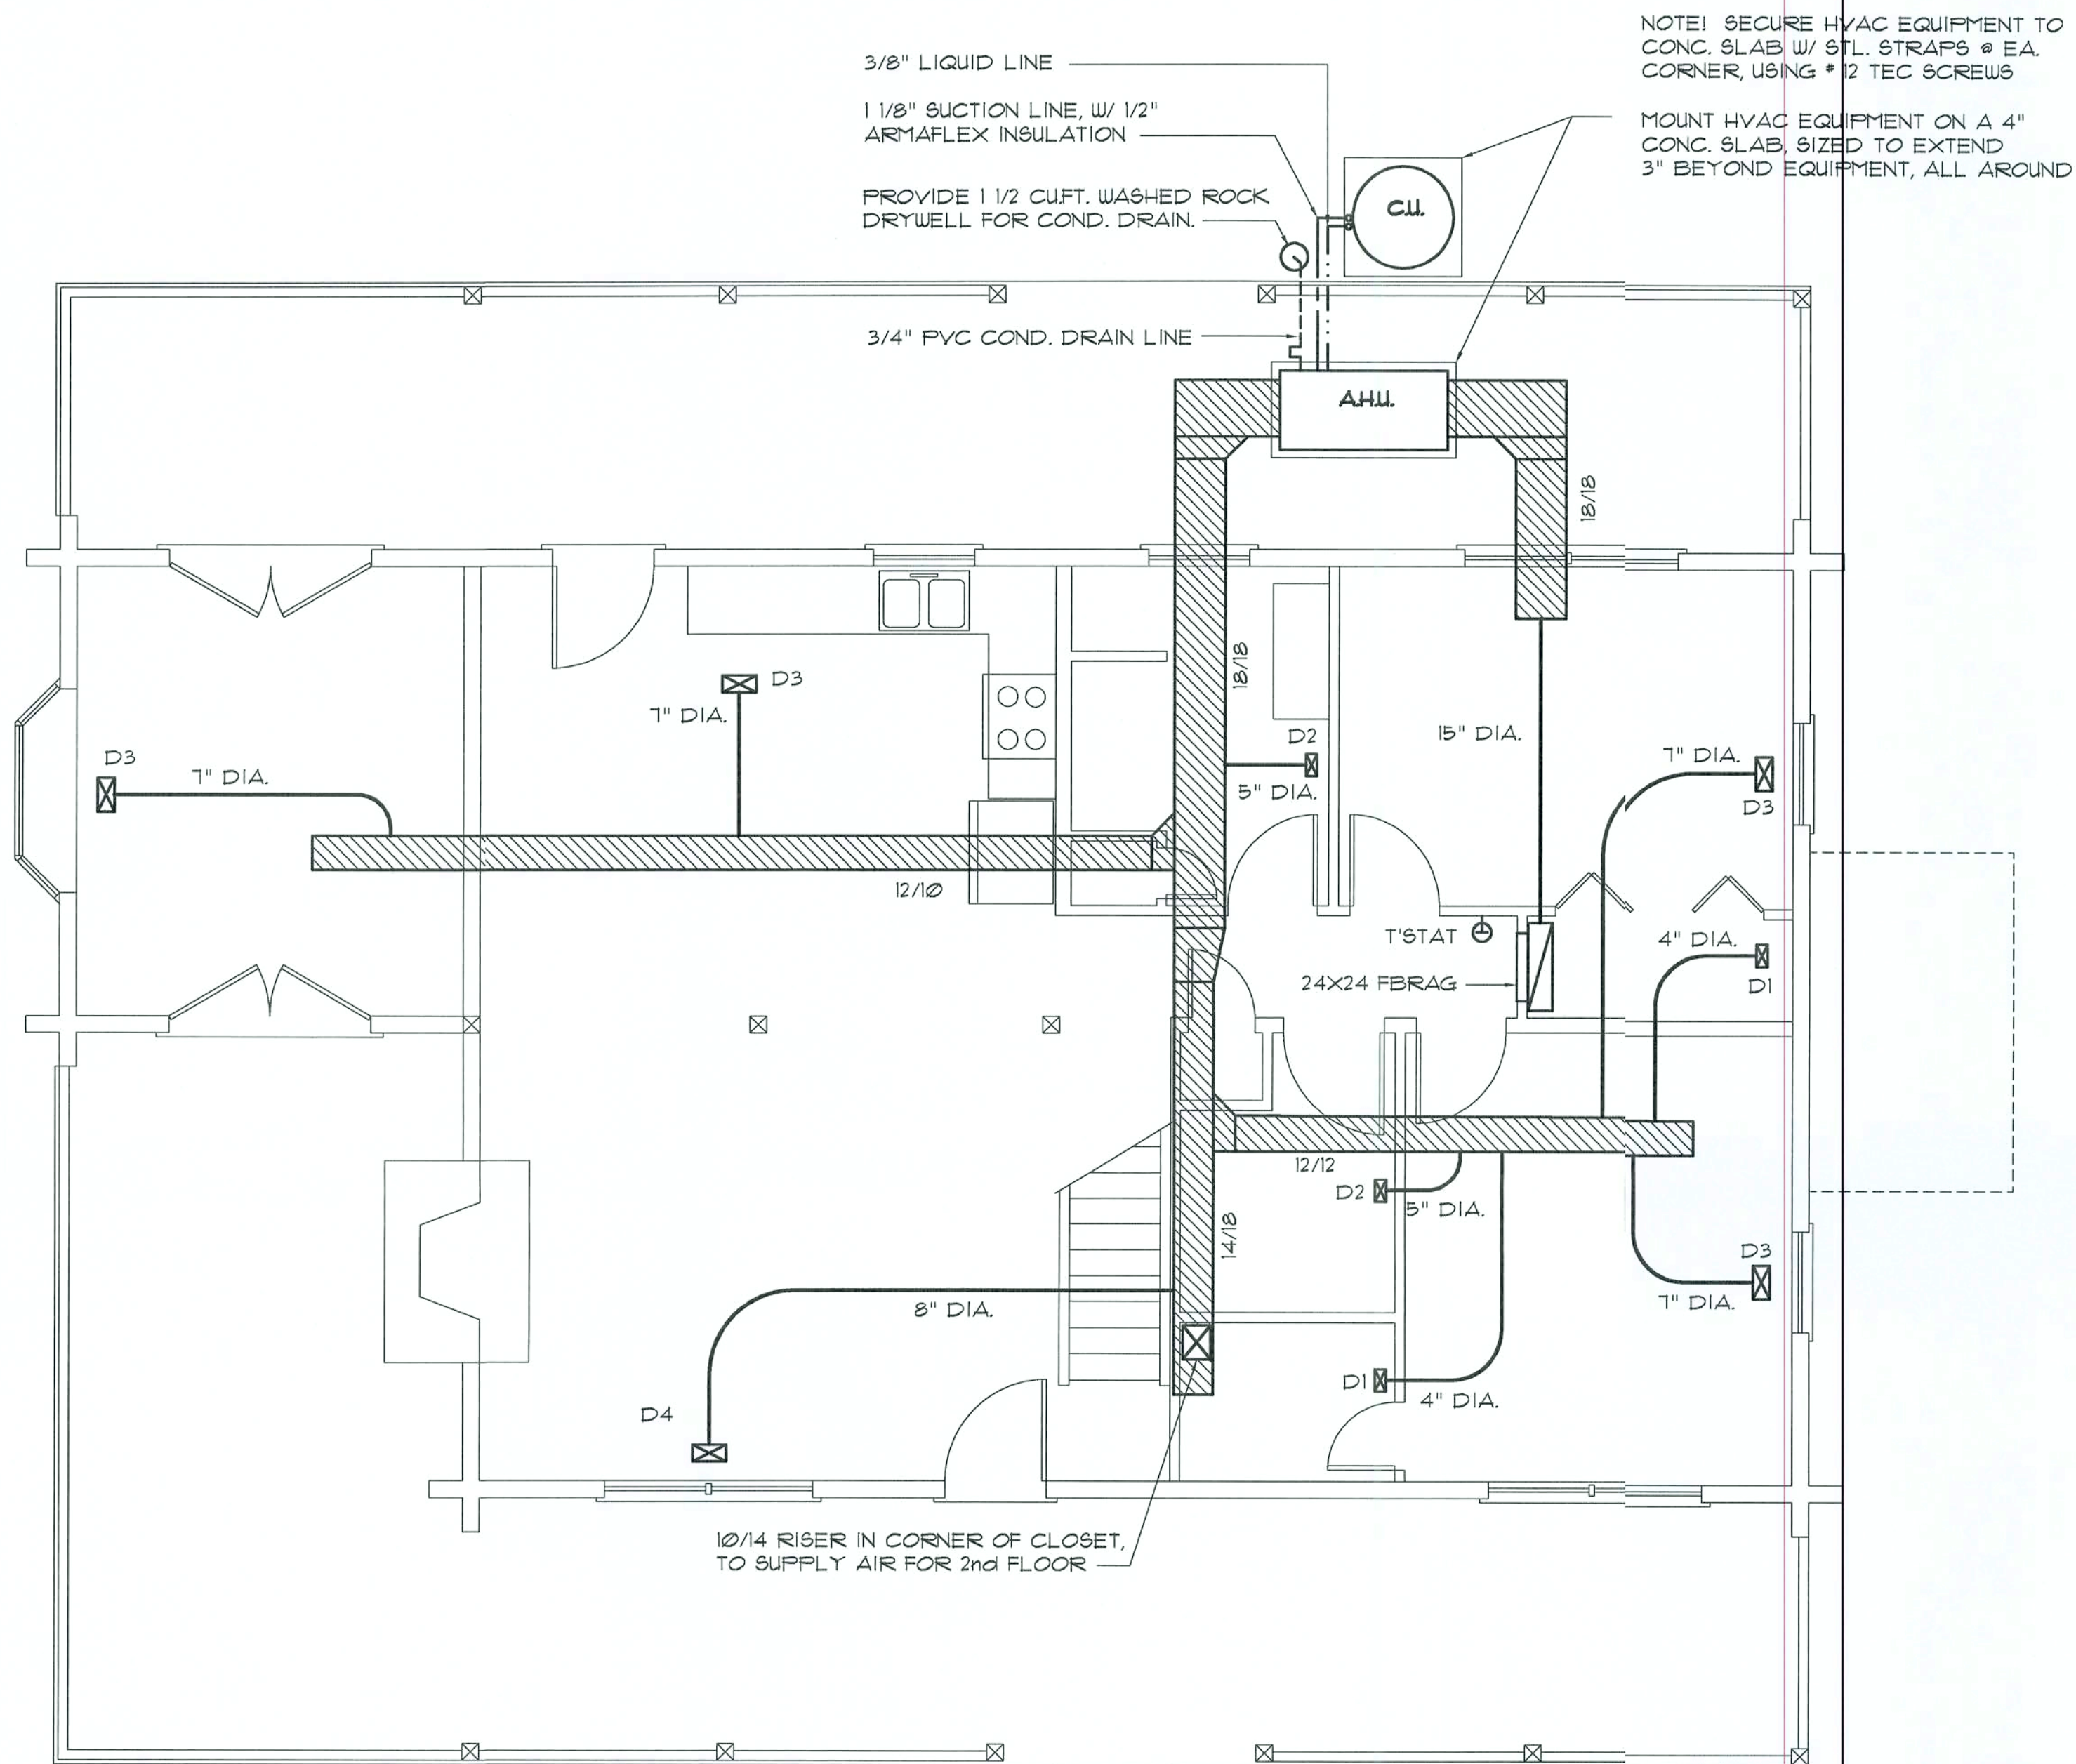 NOTE! SECURE HVAC EQUIPMENT TO
CONC. SLAB W/ STL. STRAPS @ EA.
CORNER, USING #12 TEC SCREWS
MOUNT HVAC EQUIPMENT ON A 4"
CONC. SLAB, SIZED TO EXTEND
3" BEYOND EQUIPMENT, ALL AROUND
3/8" LIQUID LINE
1 1/8" SUCTION LINE, W/ 1/2"
ARMAFLEX INSULATION
PROVIDE 1 1/2 CU.FT. WASHED ROCK
DRYWELL FOR COND. DRAIN.
C.U.
3/4" PVC COND. DRAIN LINE
A.H.U.
18/18
18/18
D3
7" DIA.
D3
7" DIA.
D2
5" DIA.
15" DIA.
7" DIA.
D3
12/10
T'STAT
24X24 FBRAG
4" DIA.
D1
12/12
D2
5" DIA.
14/18
D3
7" DIA.
8" DIA.
D1
4" DIA.
D4
10/14 RISER IN CORNER OF CLOSET,
TO SUPPLY AIR FOR 2nd FLOOR